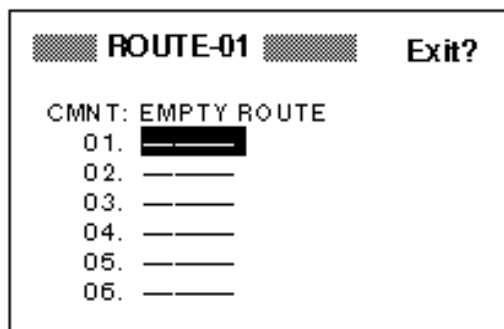 ROUTE-01 Exit?
CMNT: EMPTY ROUTE
01. — ——
02. — ——
03. — ——
04. — ——
05. — ——
06. — ——